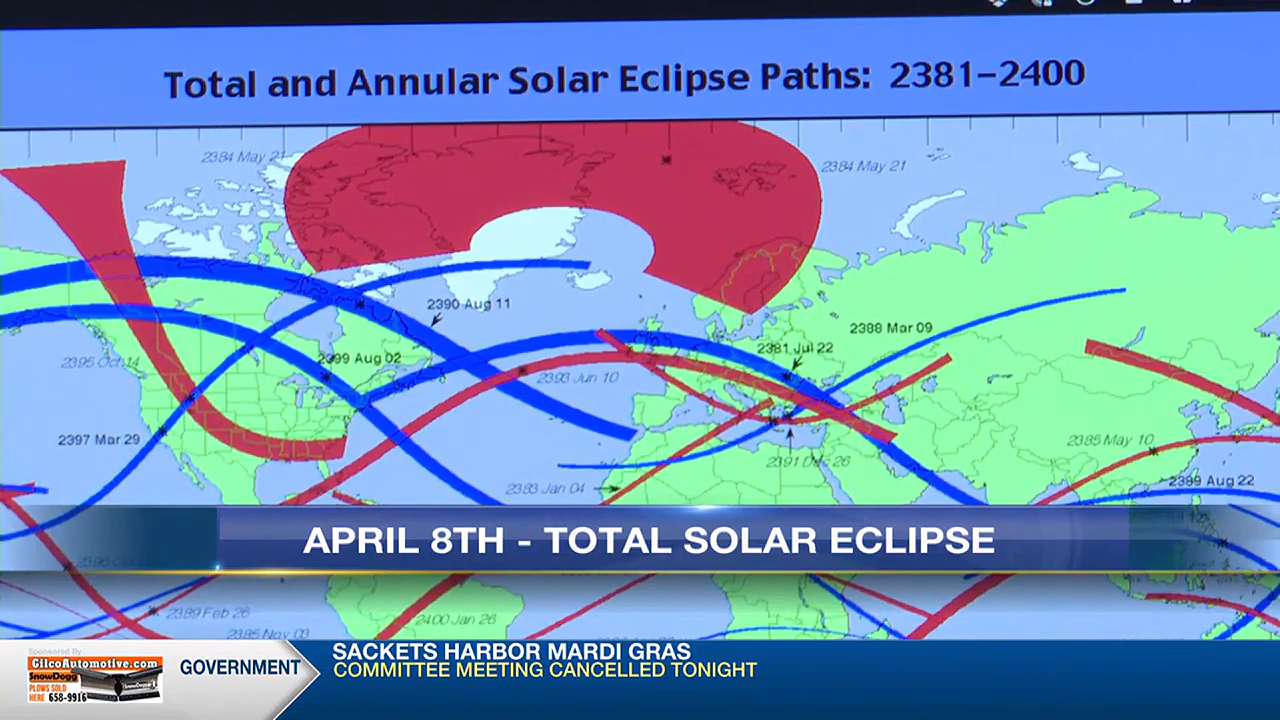 Total and Annular Solar Eclipse Paths: 2381–2400
2384 May 21
2384 May 21
2390 Aug 11
2388 Mar 09
2399 Aug 02
2381 Jul 22
2395 Oct 14
2393 Jun 10
2397 Mar 29
2391 Dec 26
2385 May 10
2383 Jan 04
2389 Aug 22
APRIL 8TH - TOTAL SOLAR ECLIPSE
2389 Feb 26
2400 Jan 26
2385 Nov 03
Sponsored By
GilcoAutomotive.com
SnowDogg
PLOWS SOLD
HERE 658-9916
GOVERNMENT
SACKETS HARBOR MARDI GRAS
COMMITTEE MEETING CANCELLED TONIGHT